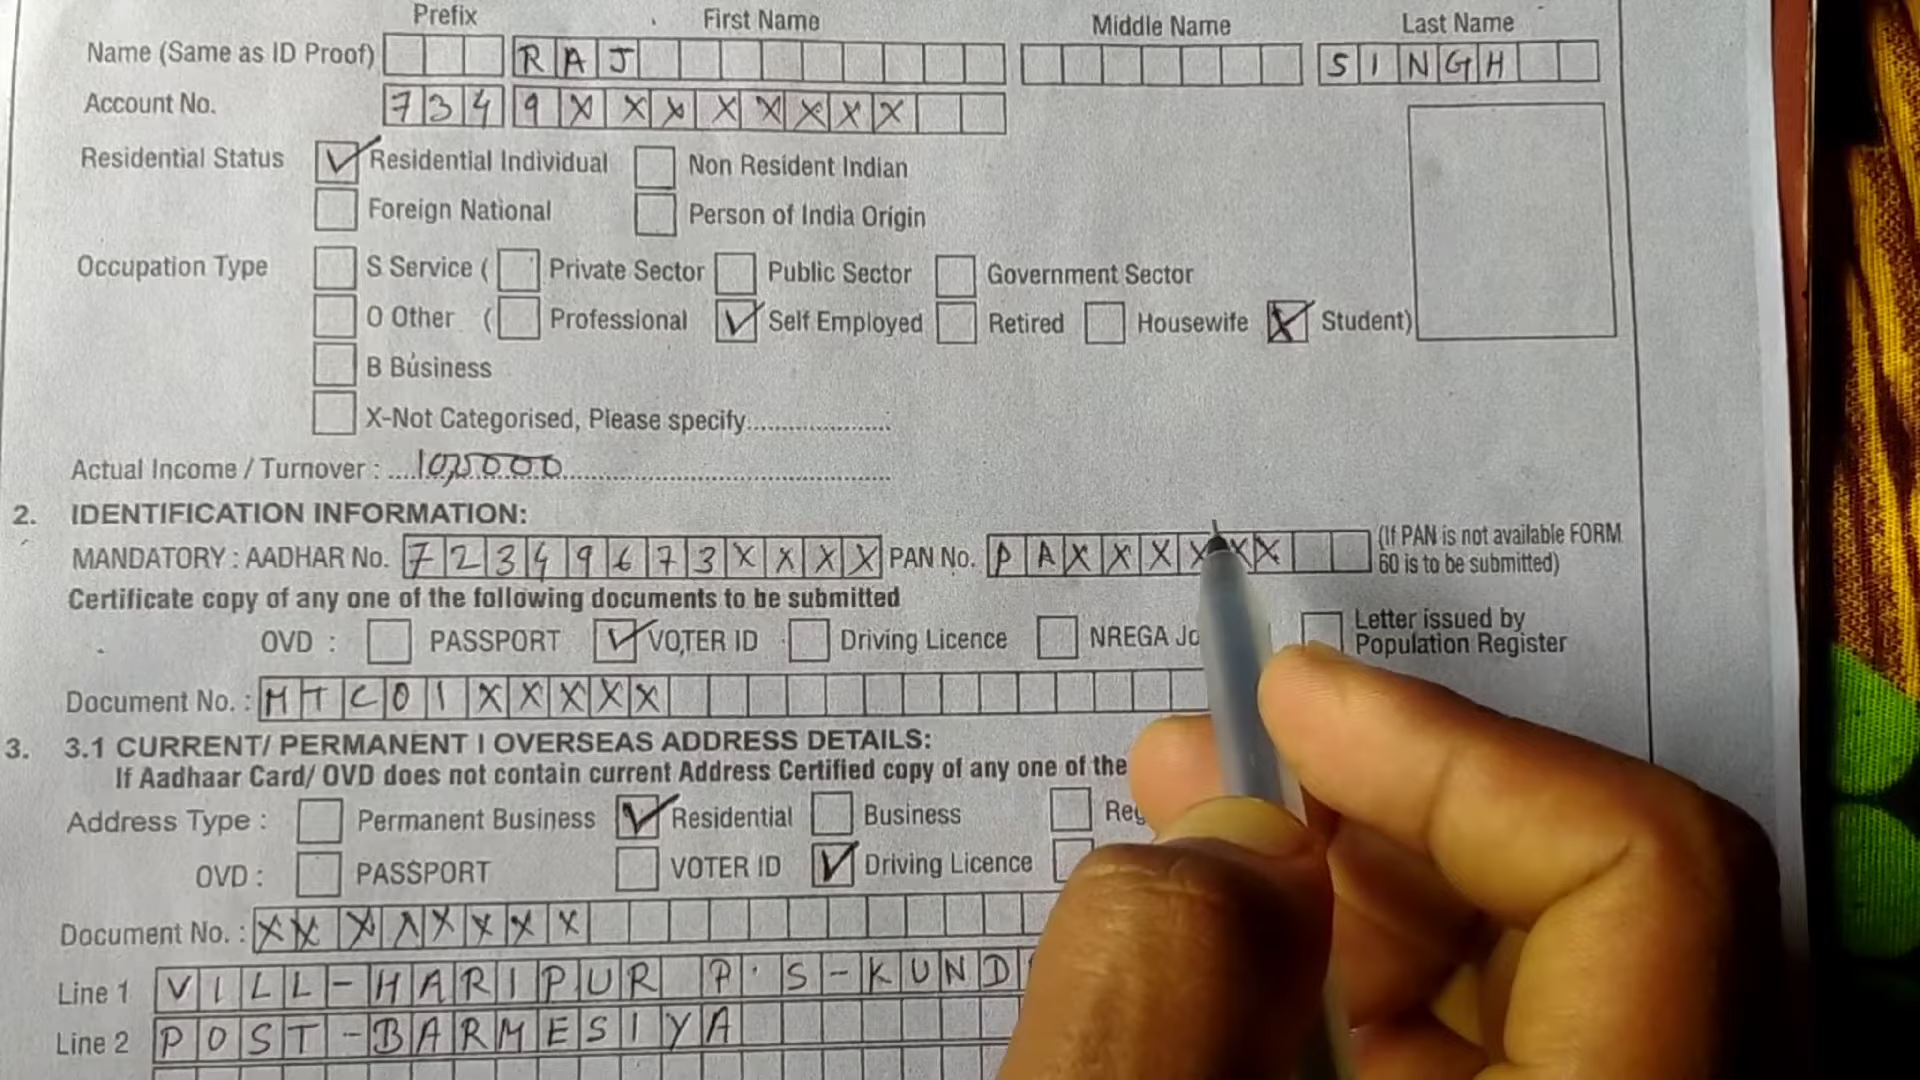 Prefix First Name Middle Name Last Name
Name (Same as ID Proof) RAJ SINGH
Account No. 7349XXXXXXXX
Residential Status Residential Individual Non Resident Indian
Foreign National Person of India Origin
Occupation Type S Service ( Private Sector Public Sector Government Sector
O Other ( Professional Self Employed Retired Housewife Student)
B Business
X-Not Categorised, Please specify:....................
Actual Income / Turnover :
2. IDENTIFICATION INFORMATION:
MANDATORY : AADHAR No. 72349673XXXX PAN No. PAXXXXXX (If PAN is not available FORM
60 is to be submitted)
Certificate copy of any one of the following documents to be submitted
OVD : PASSPORT VOTER ID Driving Licence NREGA Letter issued by
Population Register
Document No. : MTC01XXXXX
3. 3.1 CURRENT/ PERMANENT I OVERSEAS ADDRESS DETAILS:
If Aadhaar Card/ OVD does not contain current Address Certified copy of any one of the
Address Type : Permanent Business Residential Business
OVD : PASSPORT VOTER ID Driving Licence
Document No. : XXXXXXXX
Line 1 VILL-HARIPUR P.S-KUND
Line 2 POST-BARMESIYA